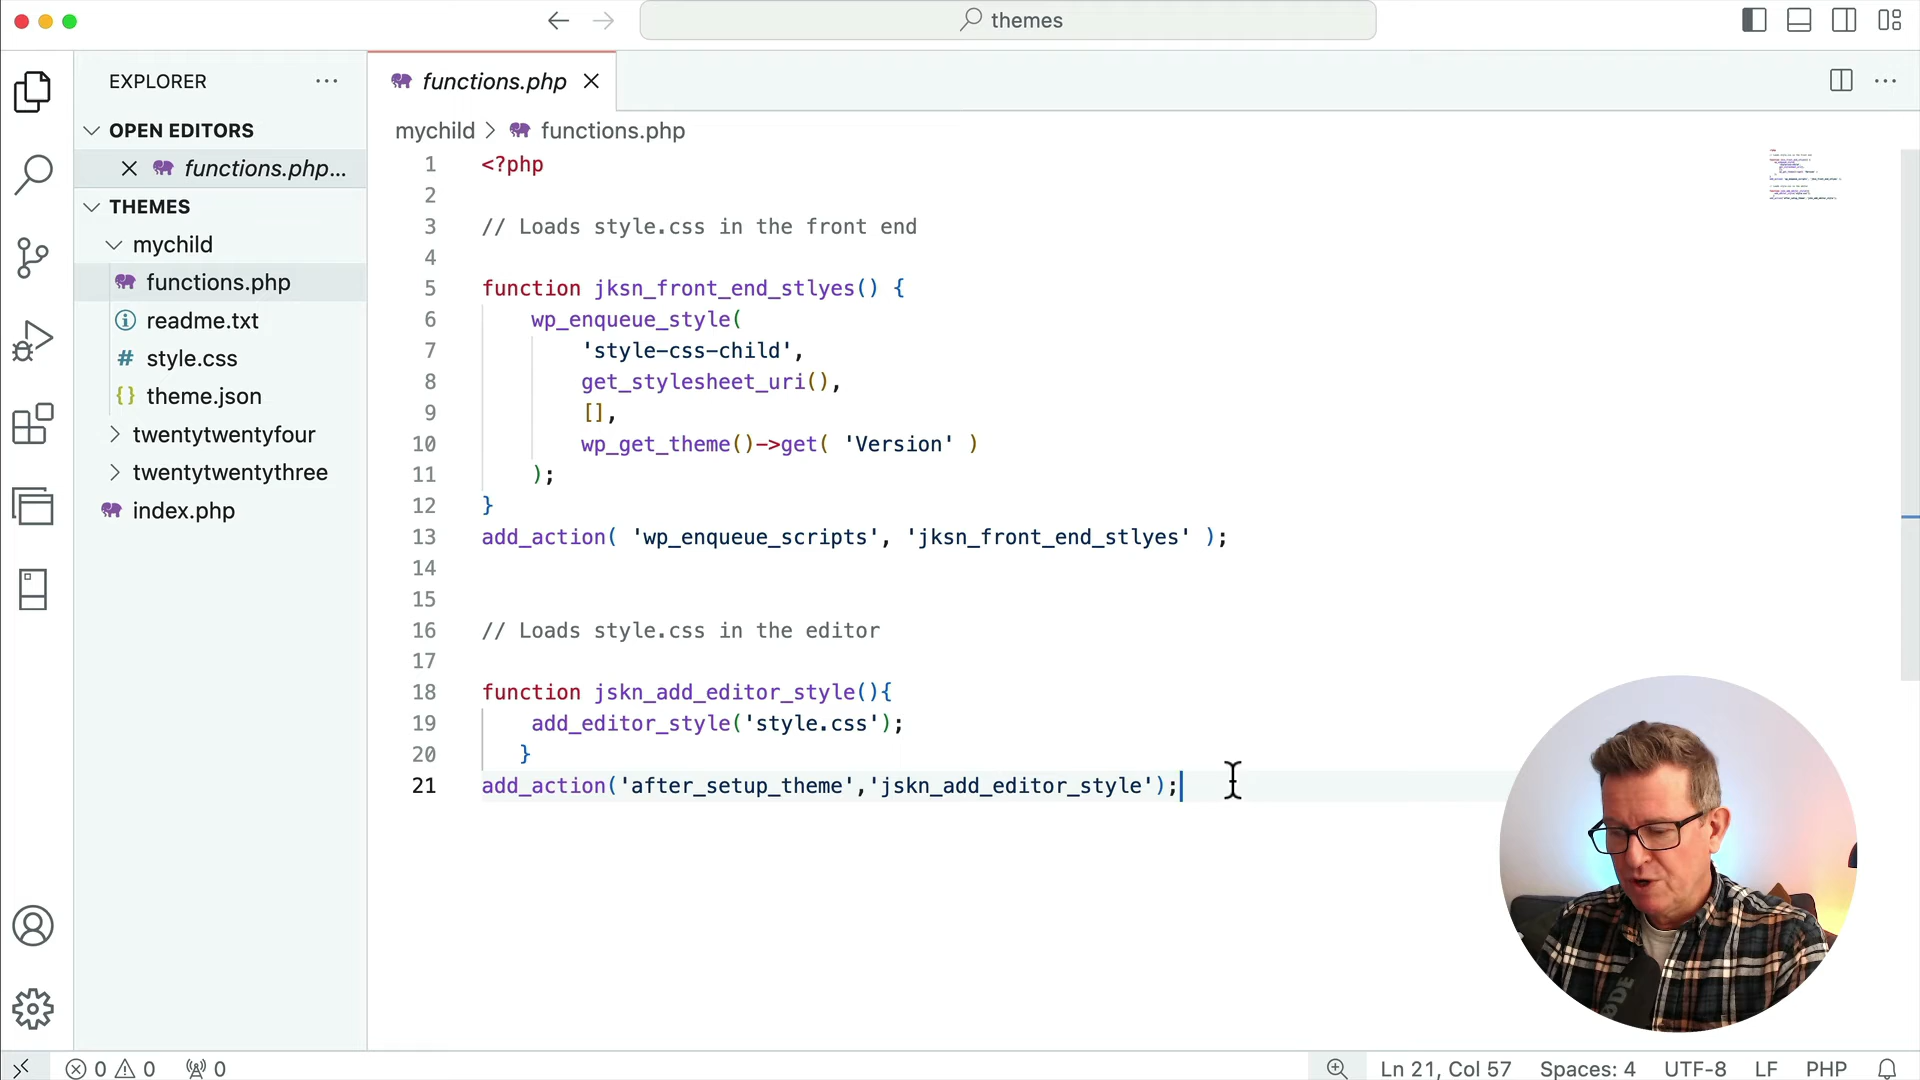 themes
EXPLORER
functions.php
OPEN EDITORS
functions.php...
THEMES
mychild
functions.php
readme.txt
style.css
theme.json
twentytwentyfour
twentytwentythree
index.php
mychild > functions.php
1 <?php
2
3 // Loads style.css in the front end
4
5 function jksn_front_end_stlyes() {
6 wp_enqueue_style(
7 'style-css-child',
8 get_stylesheet_uri(),
9 [],
10 wp_get_theme()->get( 'Version' )
11 );
12 }
13 add_action( 'wp_enqueue_scripts', 'jksn_front_end_stlyes' );
14
15
16 // Loads style.css in the editor
17
18 function jskn_add_editor_style(){
19 add_editor_style('style.css');
20 }
21 add_action('after_setup_theme','jskn_add_editor_style');
0 0 0
Ln 21, Col 57 Spaces: 4 UTF-8 LF PHP